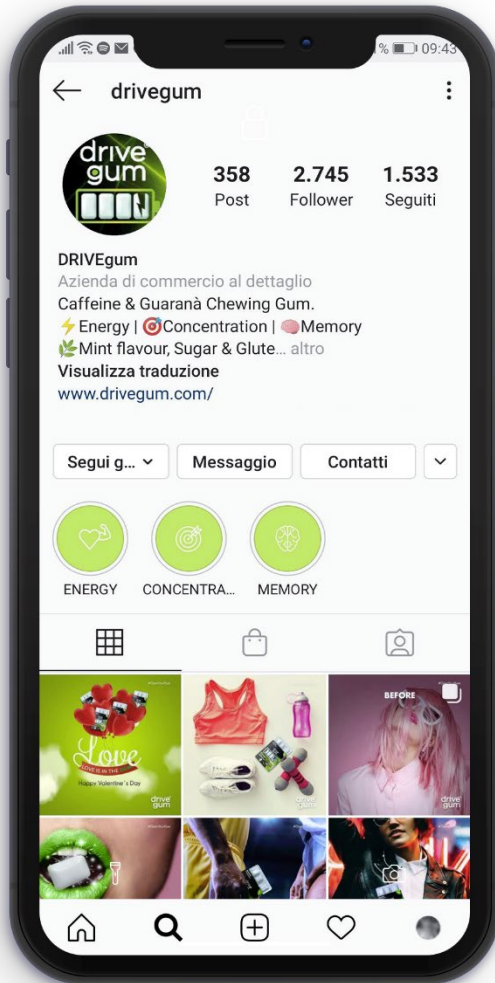 % 09:43
drivegum
drive
gum
358 2.745 1.533
Post Follower Seguiti
DRIVEgum
Azienda di commercio al dettaglio
Caffeine & Guaranà Chewing Gum.
⚡Energy | 🎯Concentration | 🧠Memory
🌿Mint flavour, Sugar & Glute... altro
Visualizza traduzione
www.drivegum.com/
Segui g... Messaggio Contatti
ENERGY CONCENTRA... MEMORY
BEFORE
Love
LOVE IS IN THE
Happy Valentine's Day
drive
gum
drive
gum
drive
gum